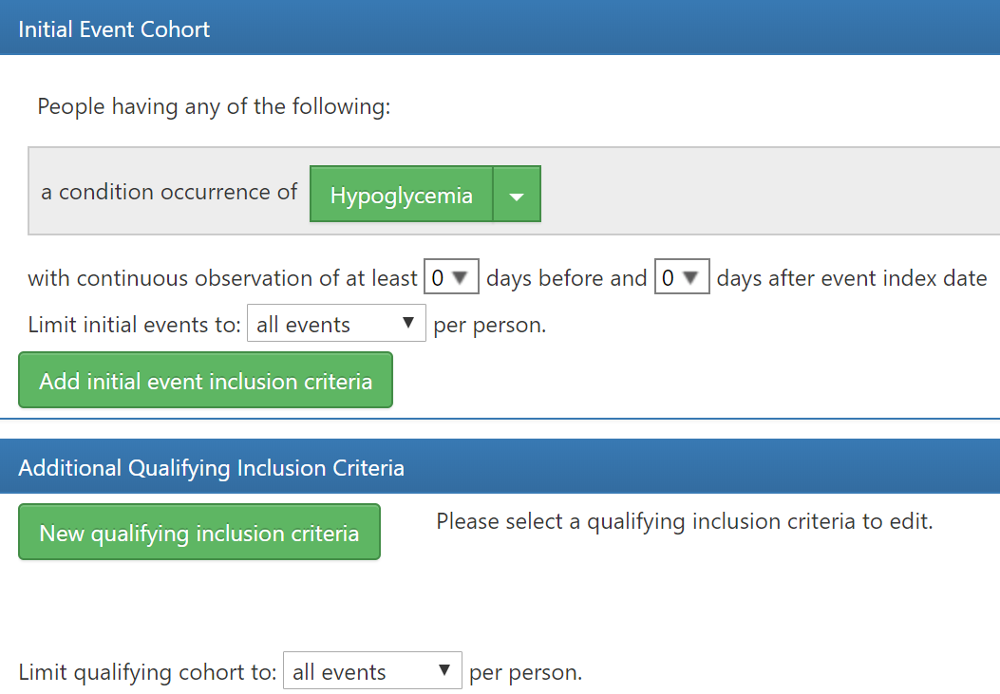 Initial Event Cohort
People having any of the following:
a condition occurrence of Hypoglycemia
with continuous observation of at least 0 days before and 0 days after event index date
Limit initial events to: all events per person.
Add initial event inclusion criteria
Additional Qualifying Inclusion Criteria
New qualifying inclusion criteria Please select a qualifying inclusion criteria to edit.
Limit qualifying cohort to: all events per person.